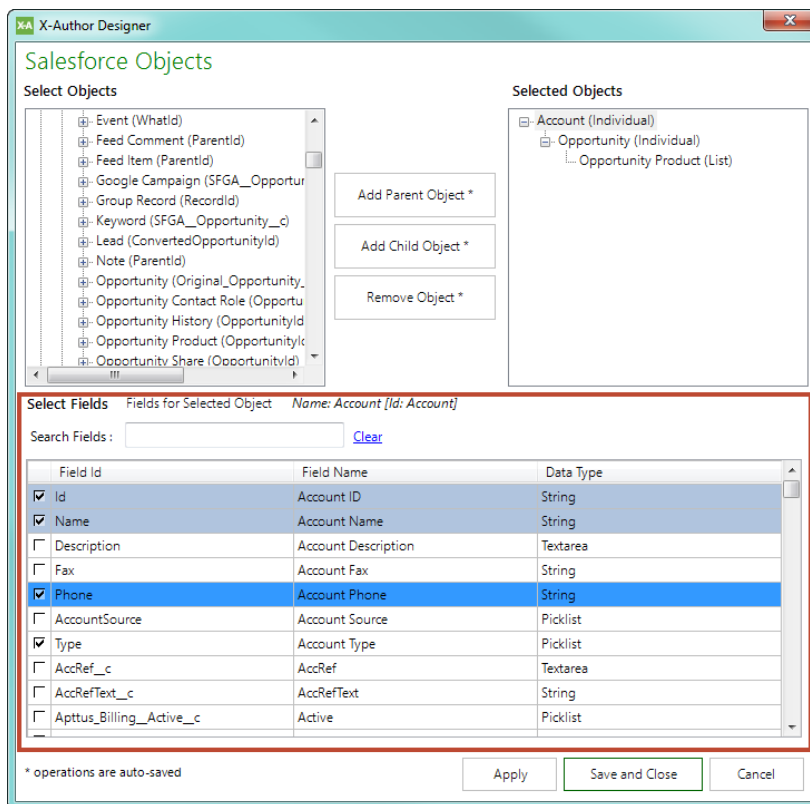 X-A X-Author Designer
Salesforce Objects
Select Objects
Selected Objects
Event (WhatId)
Feed Comment (ParentId)
Feed Item (ParentId)
Google Campaign (SFGA__Opportur
Group Record (RecordId)
Keyword (SFGA__Opportunity__c)
Lead (ConvertedOpportunityId)
Note (ParentId)
Opportunity (Original_Opportunity_
Opportunity Contact Role (Opportu
Opportunity History (OpportunityId
Opportunity Product (OpportunityIc
Opportunity Share (OpportunityId)
Add Parent Object *
Add Child Object *
Remove Object *
Account (Individual)
Opportunity (Individual)
Opportunity Product (List)
Select Fields Fields for Selected Object Name: Account [Id: Account]
Search Fields : Clear
Field Id Field Name Data Type
Id Account ID String
Name Account Name String
Description Account Description Textarea
Fax Account Fax String
Phone Account Phone String
AccountSource Account Source Picklist
Type Account Type Picklist
AccRef__c AccRef Textarea
AccRefText__c AccRefText String
Apttus_Billing__Active__c Active Picklist
* operations are auto-saved
Apply Save and Close Cancel